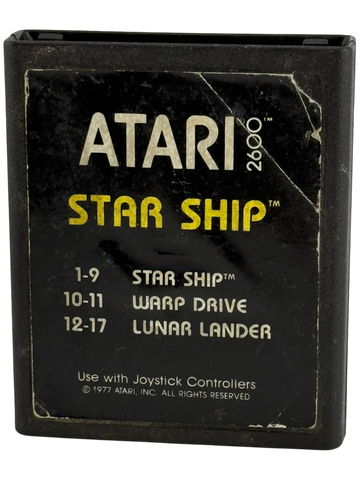 ATARI 2600™
STAR SHIP™
1-9 STAR SHIP™
10-11 WARP DRIVE
12-17 LUNAR LANDER
Use with Joystick Controllers
© 1977 ATARI, INC. ALL RIGHTS RESERVED